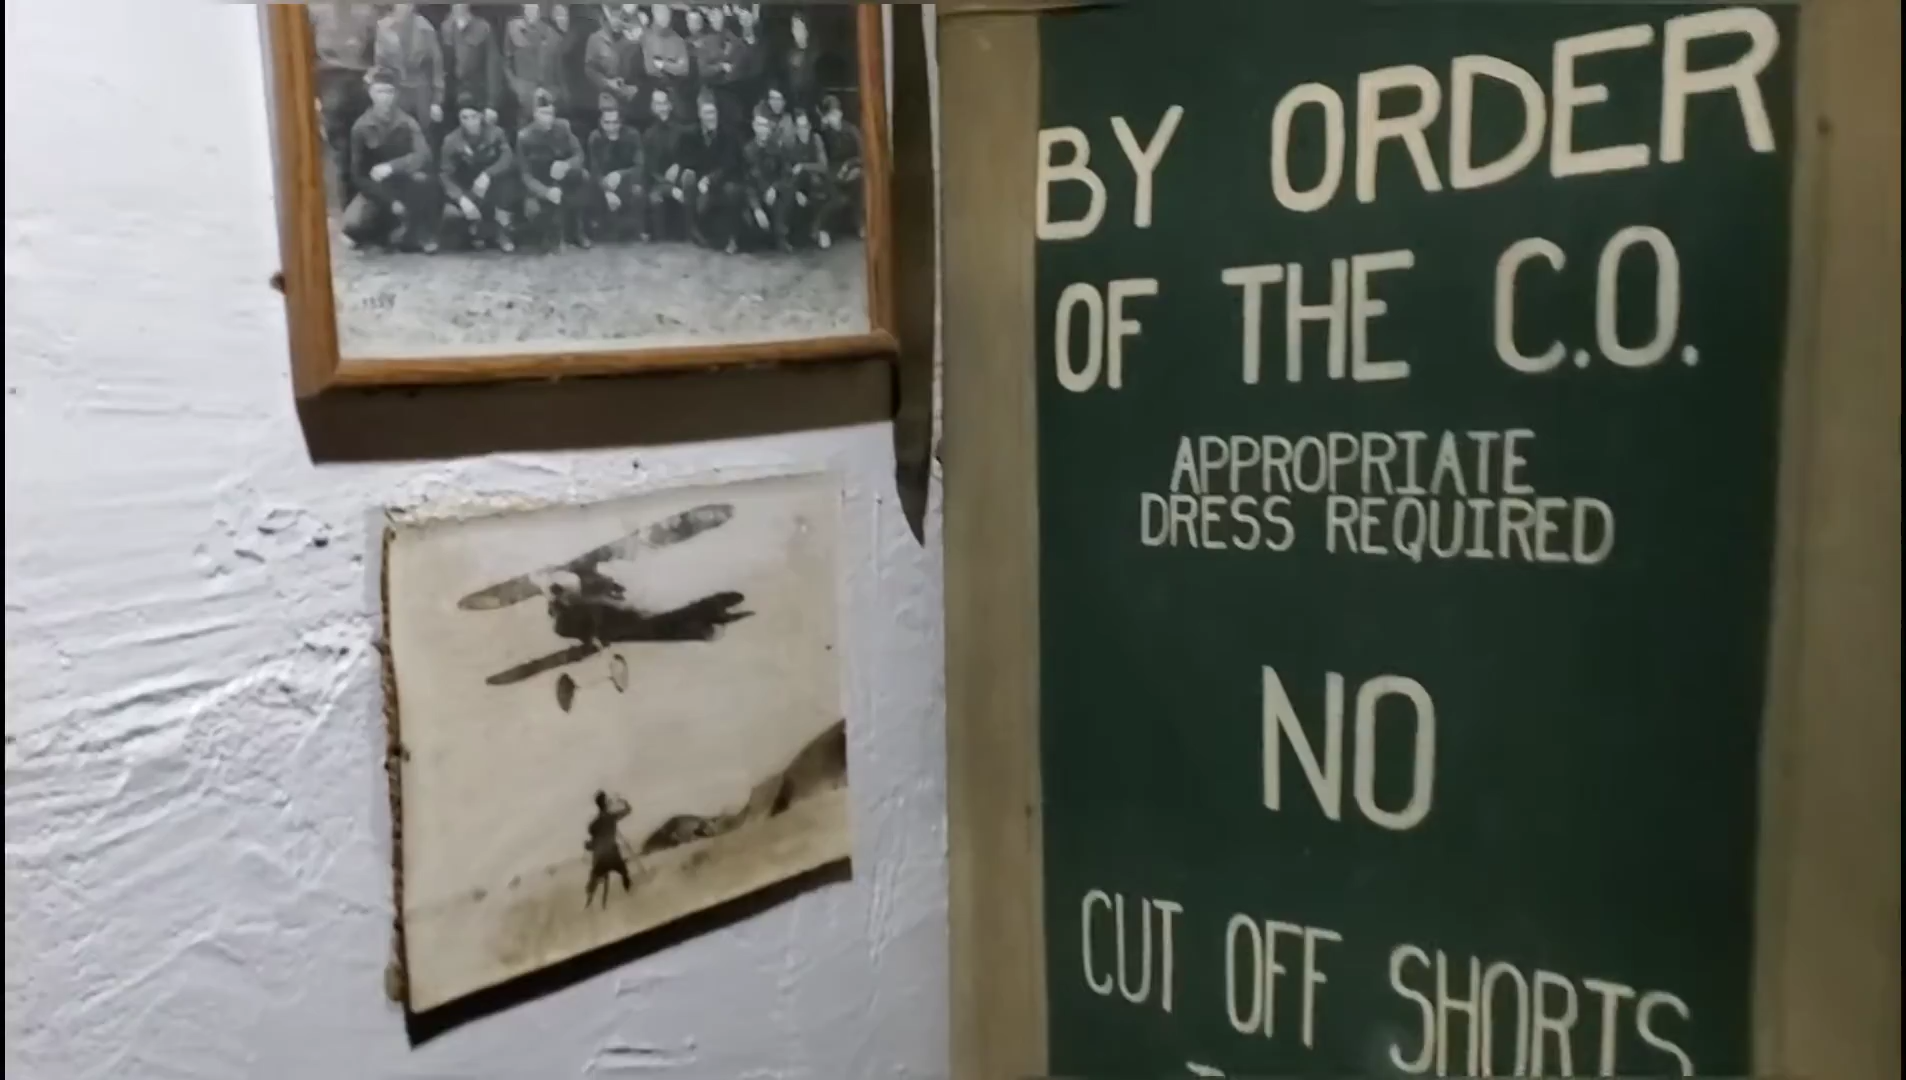 BY ORDER
OF THE C.O.
APPROPRIATE
DRESS REQUIRED
NO
CUT OFF SHORTS